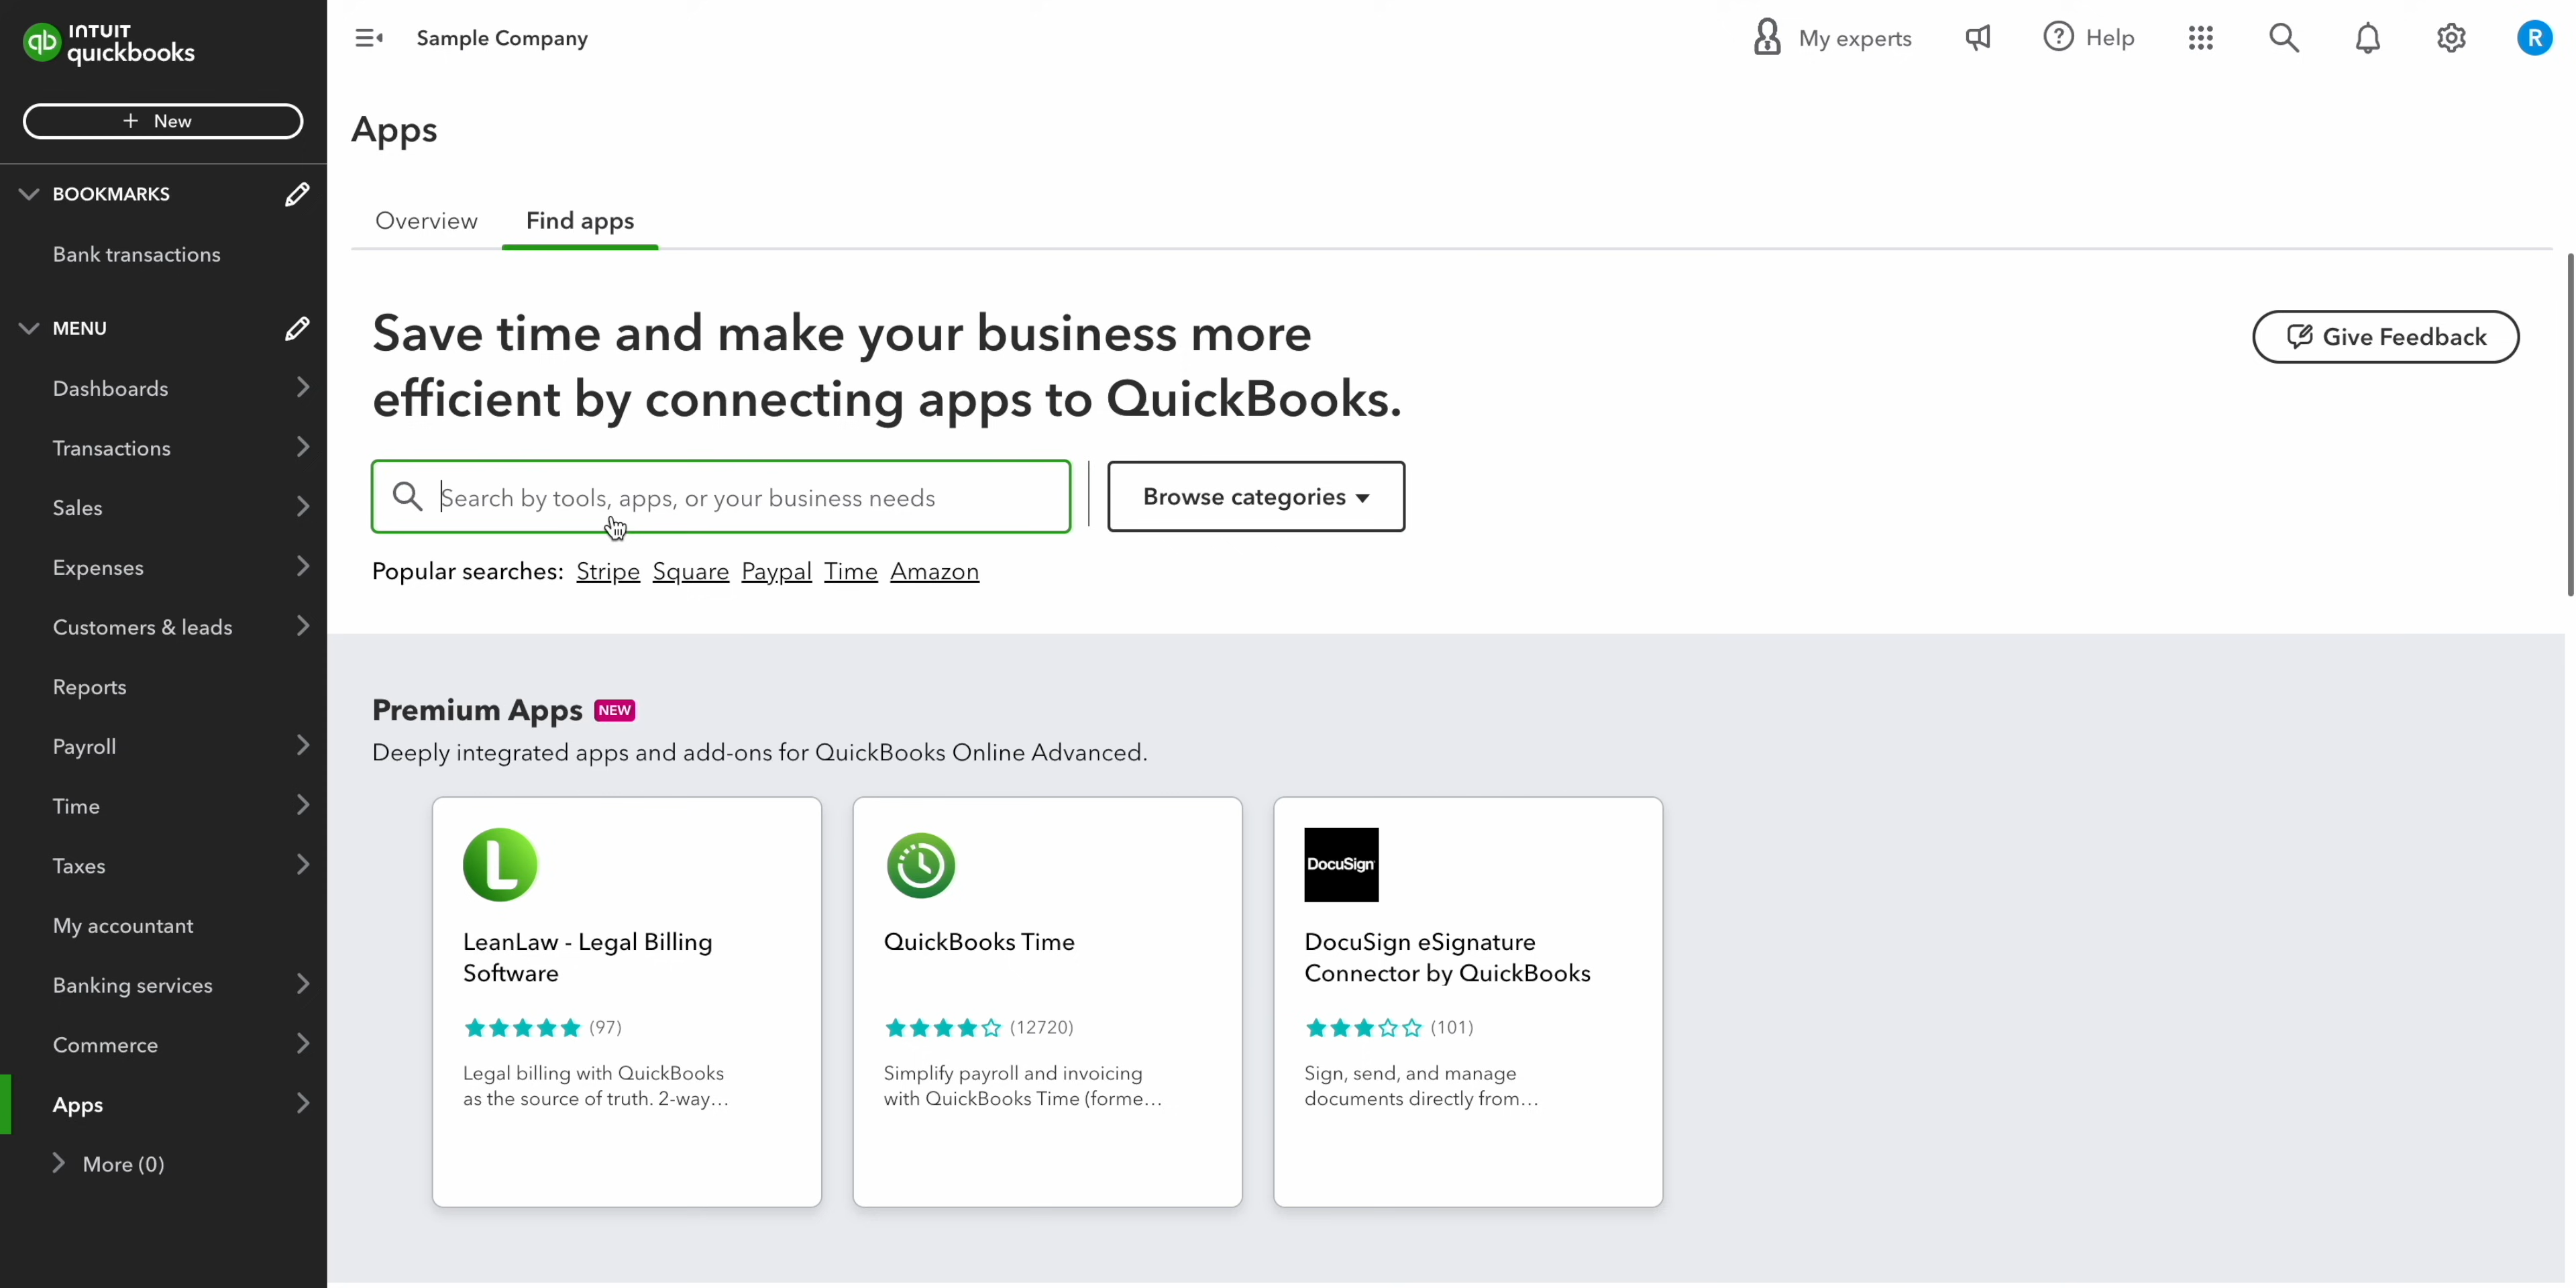 INTUIT
quickbooks
+ New
BOOKMARKS
Bank transactions
MENU
Dashboards
Transactions
Sales
Expenses
Customers & leads
Reports
Payroll
Time
Taxes
My accountant
Banking services
Commerce
Apps
More (0)
Sample Company
My experts
Help
R
Apps
Overview
Find apps
Save time and make your business more
efficient by connecting apps to QuickBooks.
Give Feedback
Search by tools, apps, or your business needs
Browse categories
Popular searches: Stripe Square Paypal Time Amazon
Premium Apps NEW
Deeply integrated apps and add-ons for QuickBooks Online Advanced.
L
LeanLaw - Legal Billing
Software
(97)
Legal billing with QuickBooks
as the source of truth. 2-way...
QuickBooks Time
(12720)
Simplify payroll and invoicing
with QuickBooks Time (forme...
DocuSign
DocuSign eSignature
Connector by QuickBooks
(101)
Sign, send, and manage
documents directly from...